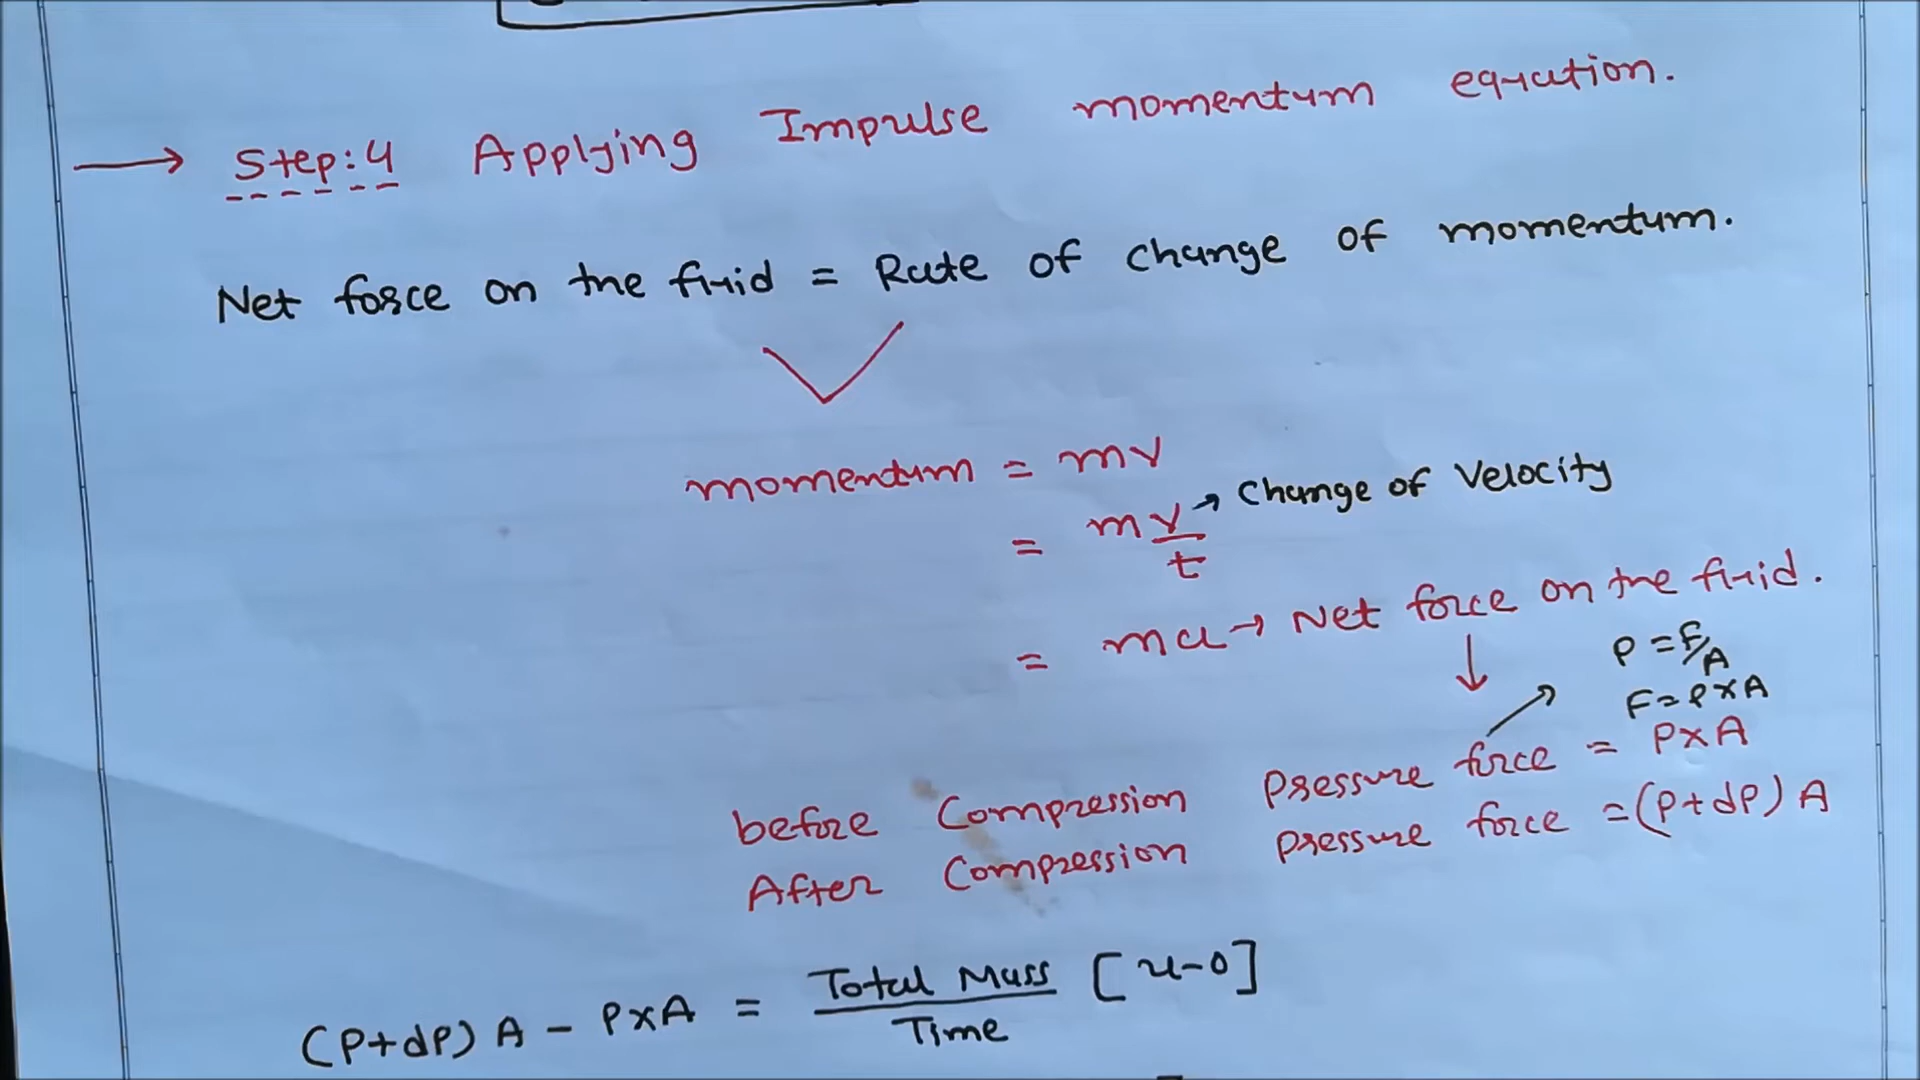 Step:4 Applying Impulse momentum equation.
Net force on the fluid = Rate of change of momentum.
momentum = mv
= mv/t → Change of Velocity
= ma → Net force on the fluid.
P = F/A
F = P×A
before Compression Pressure force = P×A
After Compression Pressure force = (P+dP) A
(P+dP) A - P×A = Total Mass/Time [u-0]